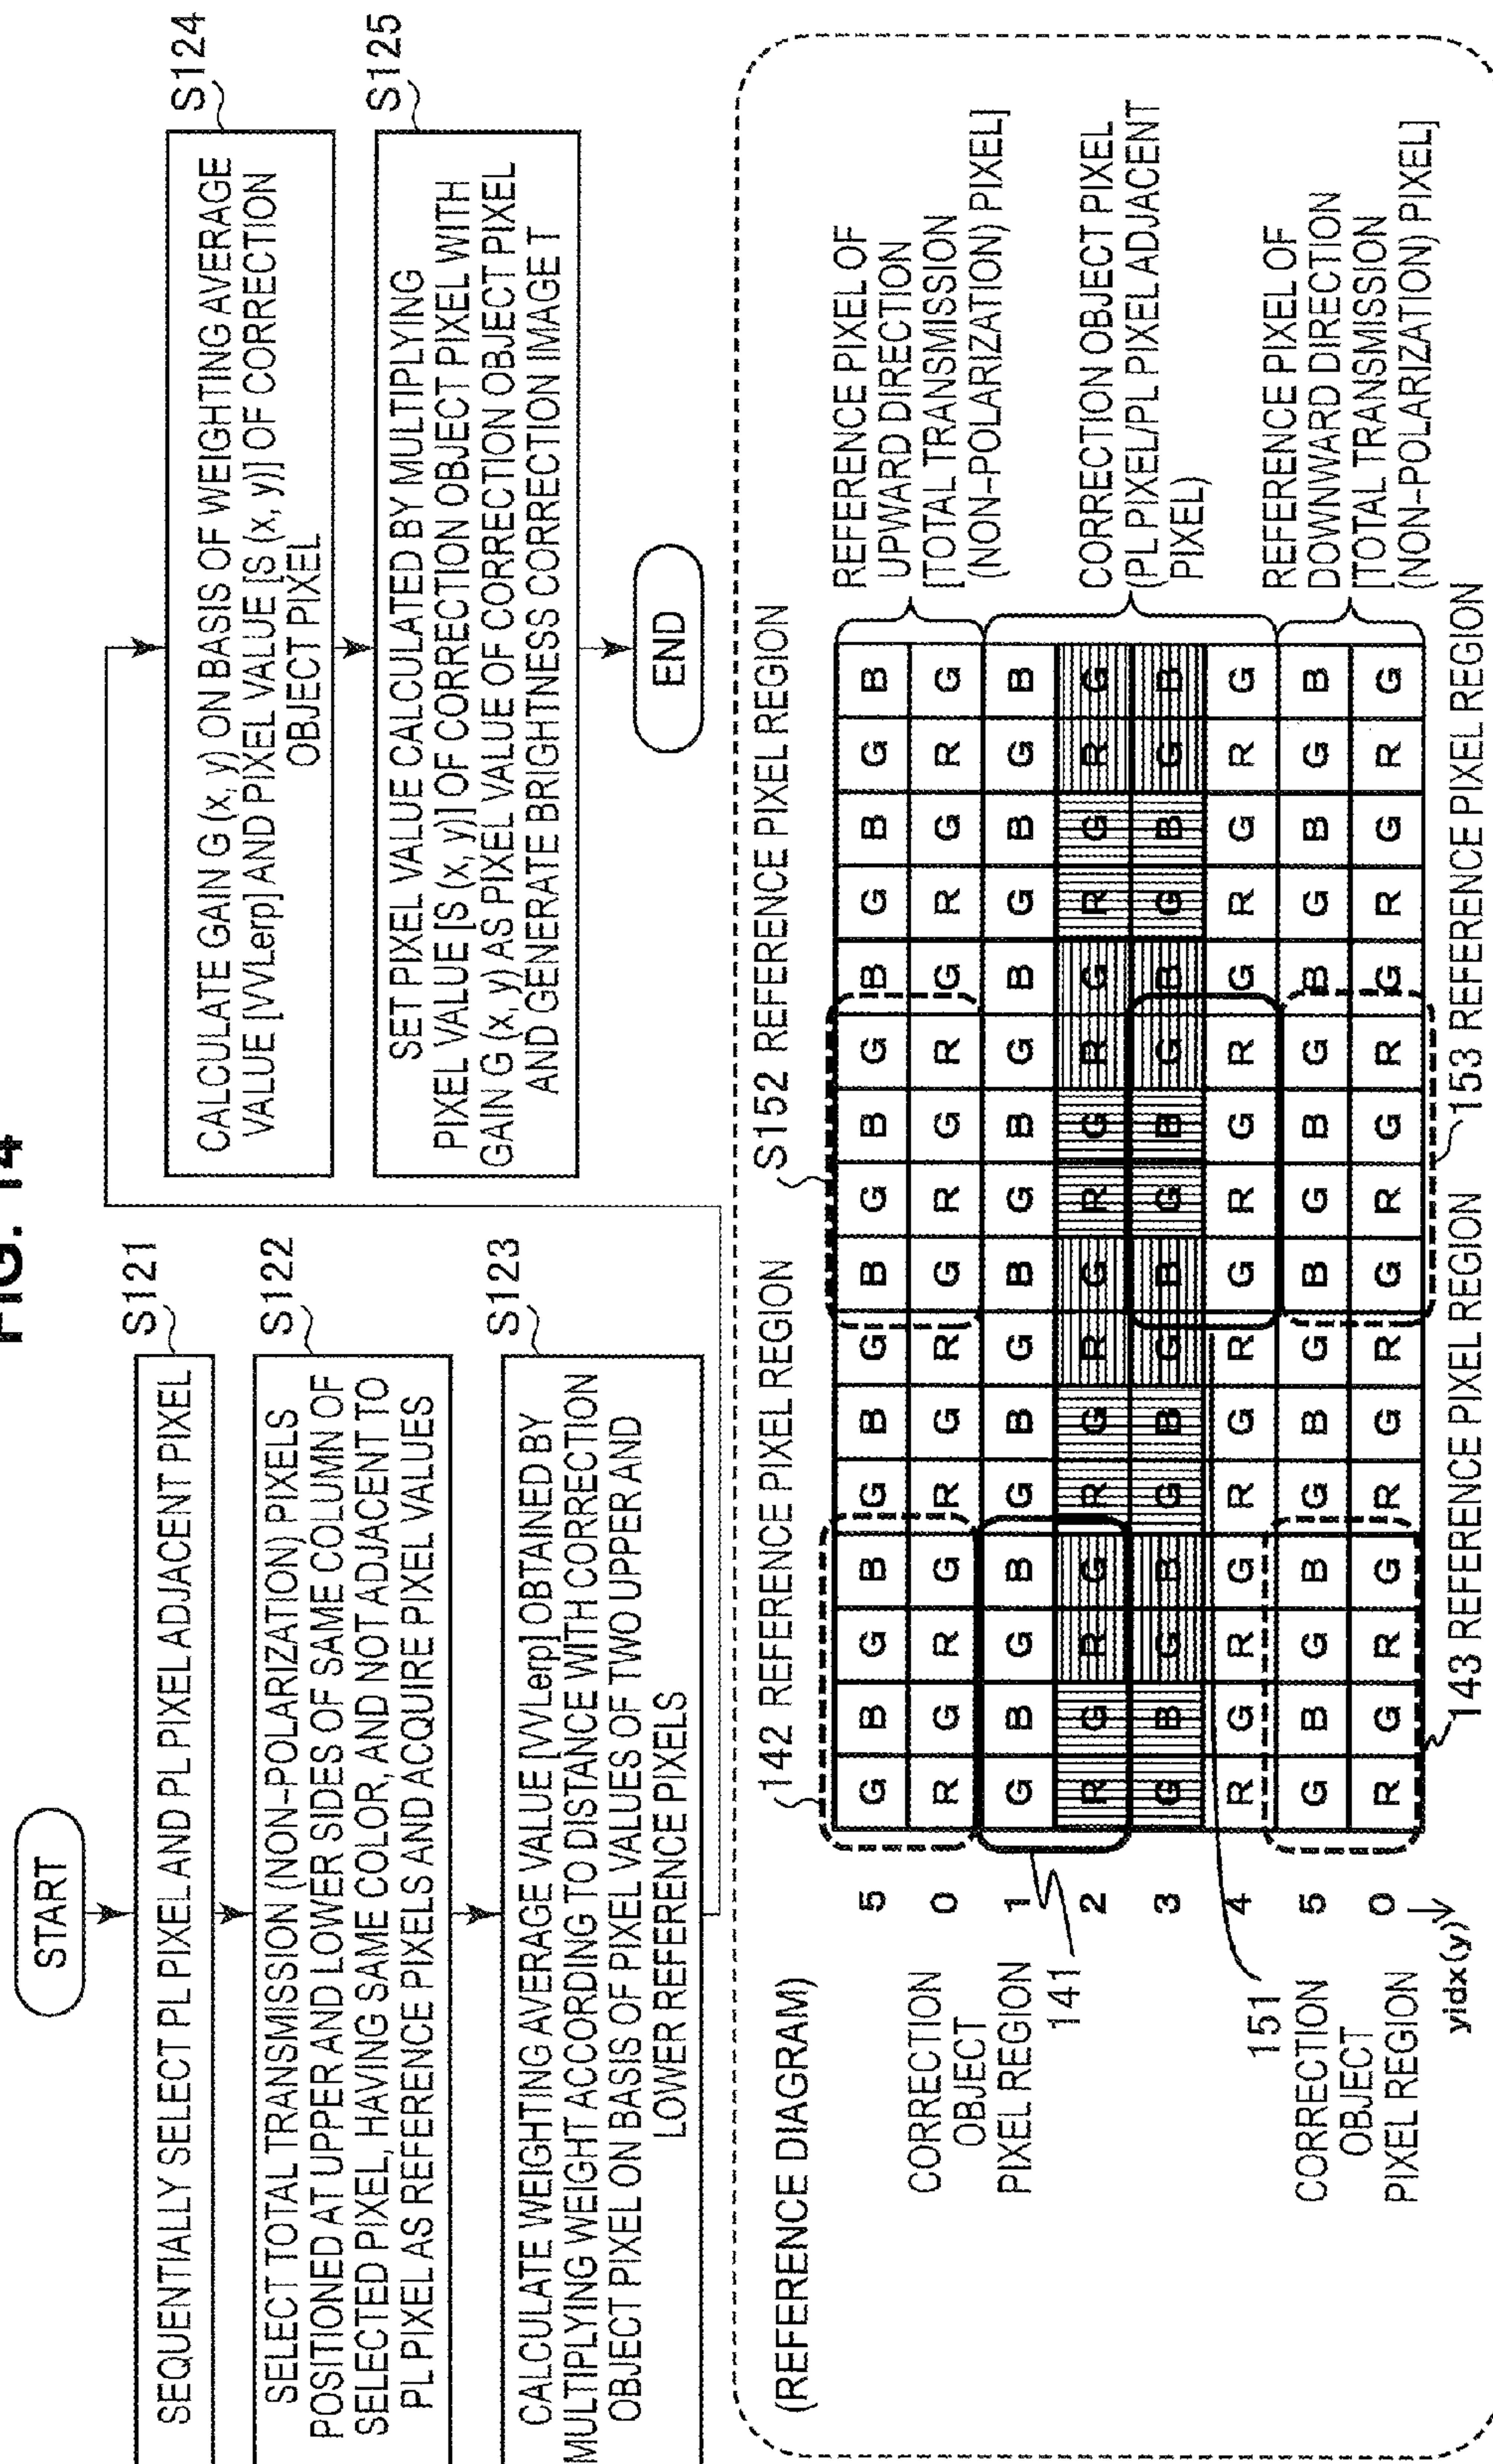 FIG. 14
START
SEQUENTIALLY SELECT PL PIXEL AND PL PIXEL ADJACENT PIXEL
S121
SELECT TOTAL TRANSMISSION (NON-POLARIZATION) PIXELS
POSITIONED AT UPPER AND LOWER SIDES OF SAME COLUMN OF
SELECTED PIXEL, HAVING SAME COLOR, AND NOT ADJACENT TO
PL PIXEL AS REFERENCE PIXELS AND ACQUIRE PIXEL VALUES
S122
CALCULATE WEIGHTING AVERAGE VALUE [VVLerp] OBTAINED BY
MULTIPLYING WEIGHT ACCORDING TO DISTANCE WITH CORRECTION
OBJECT PIXEL ON BASIS OF PIXEL VALUES OF TWO UPPER AND
LOWER REFERENCE PIXELS
S123
CALCULATE GAIN G (x, y) ON BASIS OF WEIGHTING AVERAGE
VALUE [VVLerp] AND PIXEL VALUE [S (x, y)] OF CORRECTION
OBJECT PIXEL
S124
SET PIXEL VALUE CALCULATED BY MULTIPLYING
PIXEL VALUE [S (x, y)] OF CORRECTION OBJECT PIXEL WITH
GAIN G (x, y) AS PIXEL VALUE OF CORRECTION OBJECT PIXEL
AND GENERATE BRIGHTNESS CORRECTION IMAGE T
S125
END
(REFERENCE DIAGRAM)
142 REFERENCE PIXEL REGION
S152 REFERENCE PIXEL REGION
5 G B G B G B G B G B G B G B G B
0 R G R G R G R G R G R G R G R G
1 G B G B G B G B G B G B G B G B
2 R G R G R G R G R G R G R G R G
3 G B G B G B G B G B G B G B G B
4 R G R G R G R G R G R G R G R G
5 G B G B G B G B G B G B G B G B
0 R G R G R G R G R G R G R G R G
yidx(y)
CORRECTION
OBJECT
PIXEL REGION
141
151
CORRECTION
OBJECT
PIXEL REGION
143 REFERENCE PIXEL REGION
153 REFERENCE PIXEL REGION
REFERENCE PIXEL OF
UPWARD DIRECTION
[TOTAL TRANSMISSION
(NON-POLARIZATION) PIXEL]
CORRECTION OBJECT PIXEL
(PL PIXEL/PL PIXEL ADJACENT
PIXEL)
REFERENCE PIXEL OF
DOWNWARD DIRECTION
[TOTAL TRANSMISSION
(NON-POLARIZATION) PIXEL]